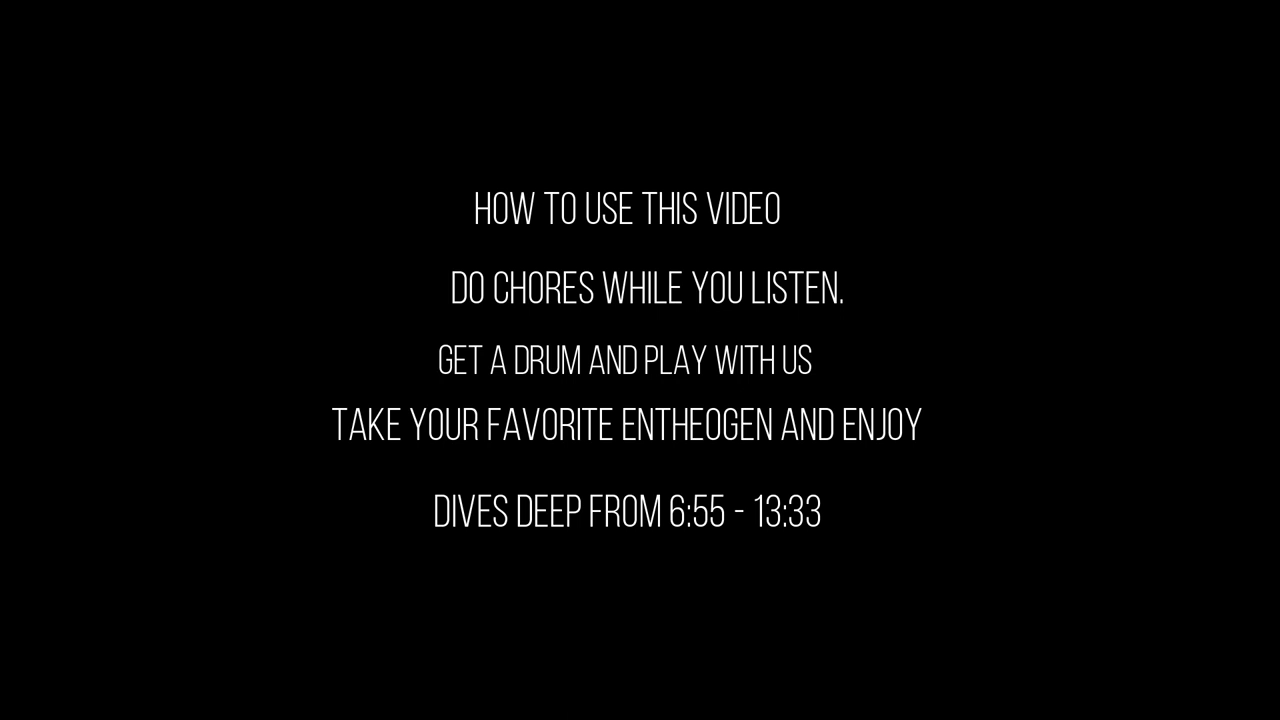 HOW TO USE THIS VIDEO
DO CHORES WHILE YOU LISTEN.
GET A DRUM AND PLAY WITH US
TAKE YOUR FAVORITE ENTHEOGEN AND ENJOY
DIVES DEEP FROM 6:55 - 13:33